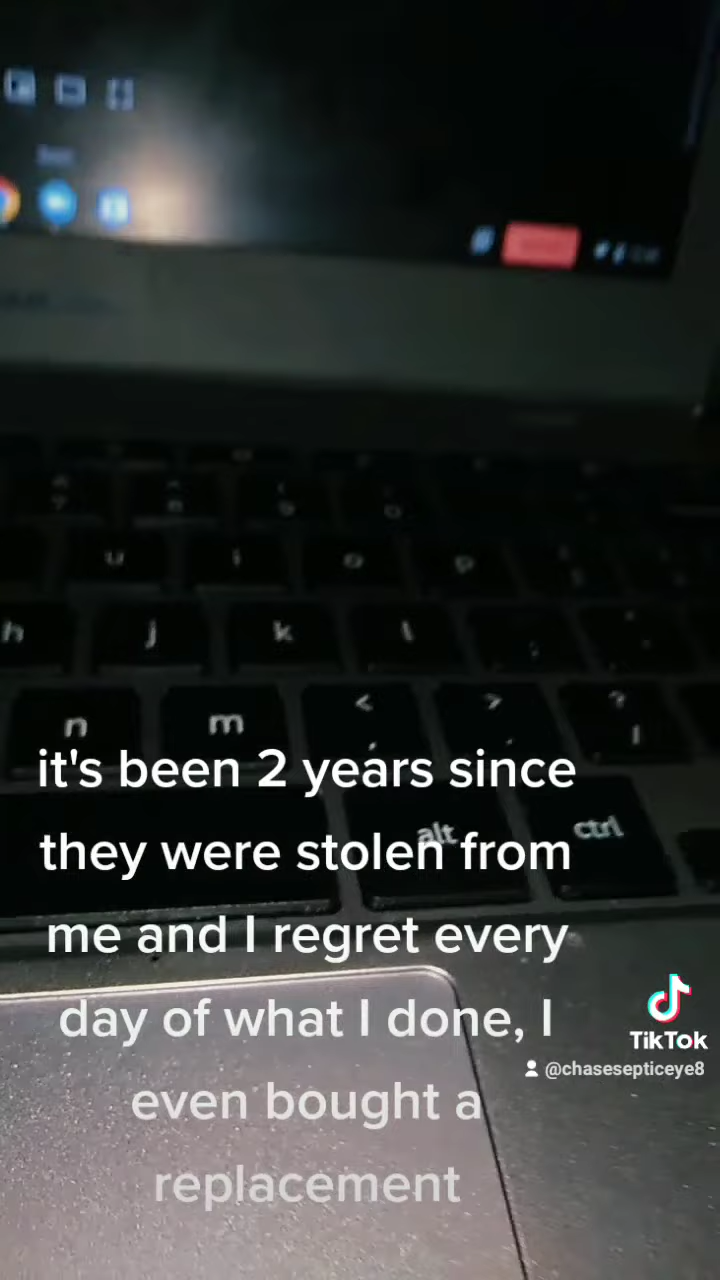 u i o p
h j k l
< > ?
n m , . /
it's been 2 years since
alt ctrl
they were stolen from
me and I regret every
day of what I done, I
TikTok
@chasesepticeye8
even bought a
replacement